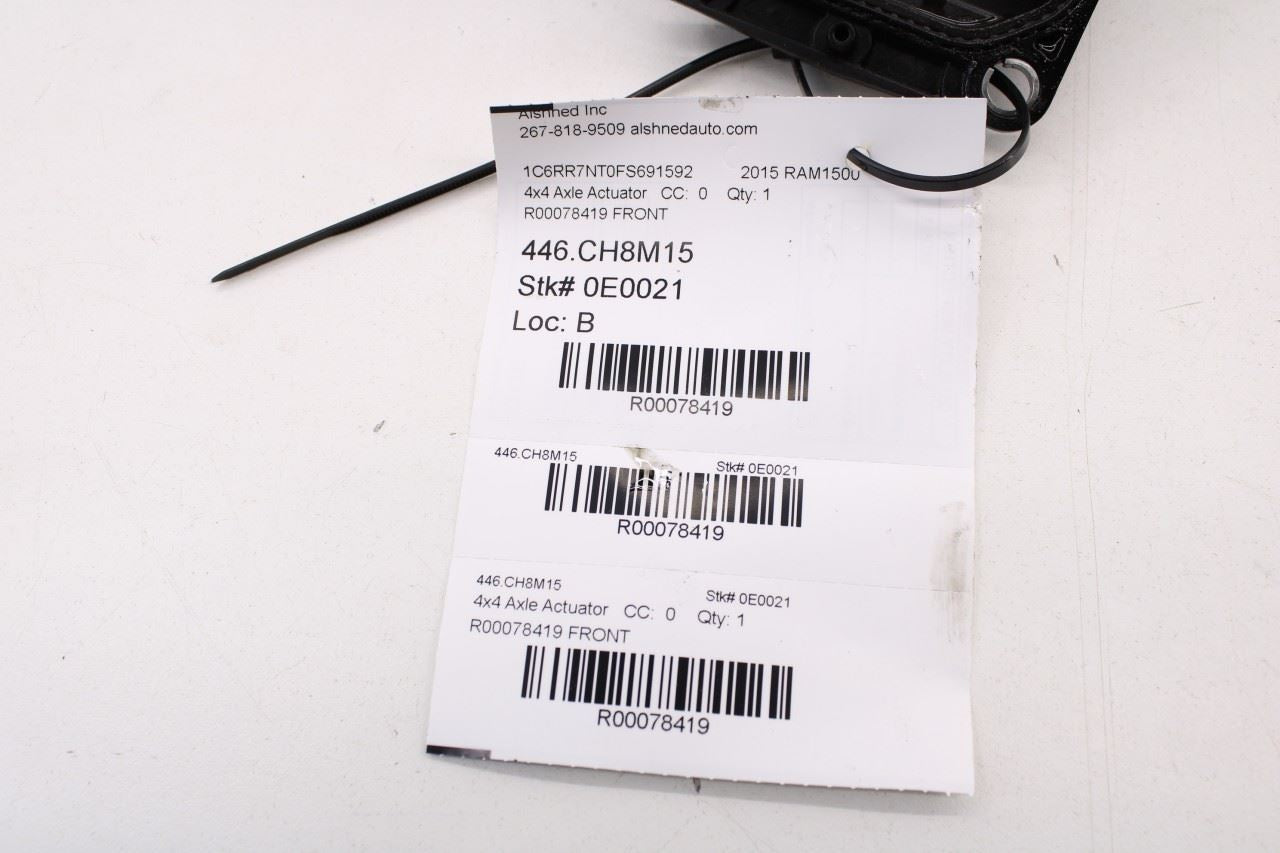 Alshned Inc
267-818-9509 alshnedauto.com
1C6RR7NT0FS691592 2015 RAM1500
4x4 Axle Actuator CC: 0 Qty: 1
R00078419 FRONT
446.CH8M15
Stk# 0E0021
Loc: B
R00078419
446.CH8M15 Stk# 0E0021
R00078419
446.CH8M15 Stk# 0E0021
4x4 Axle Actuator CC: 0 Qty: 1
R00078419 FRONT
R00078419